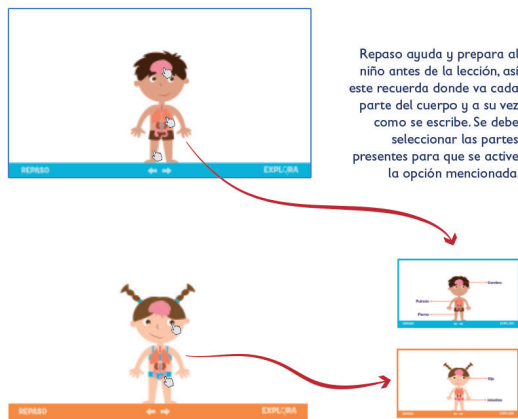 Repaso ayuda y prepara al
niño antes de la lección, así
este recuerda donde va cada
parte del cuerpo y a su vez
como se escribe. Se debe
seleccionar las partes
presentes para que se active
la opción mencionada.
REPASO
EXPLORA
Cerebro
Pulmón
Pierna
REPASO
EXPLORA
Ojo